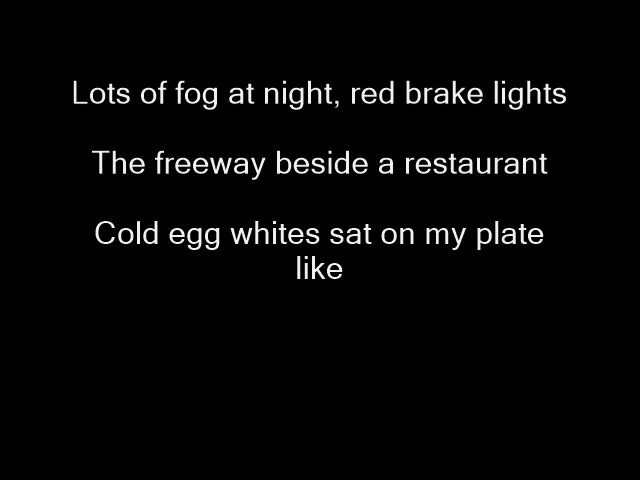 Lots of fog at night, red brake lights
The freeway beside a restaurant
Cold egg whites sat on my plate
like